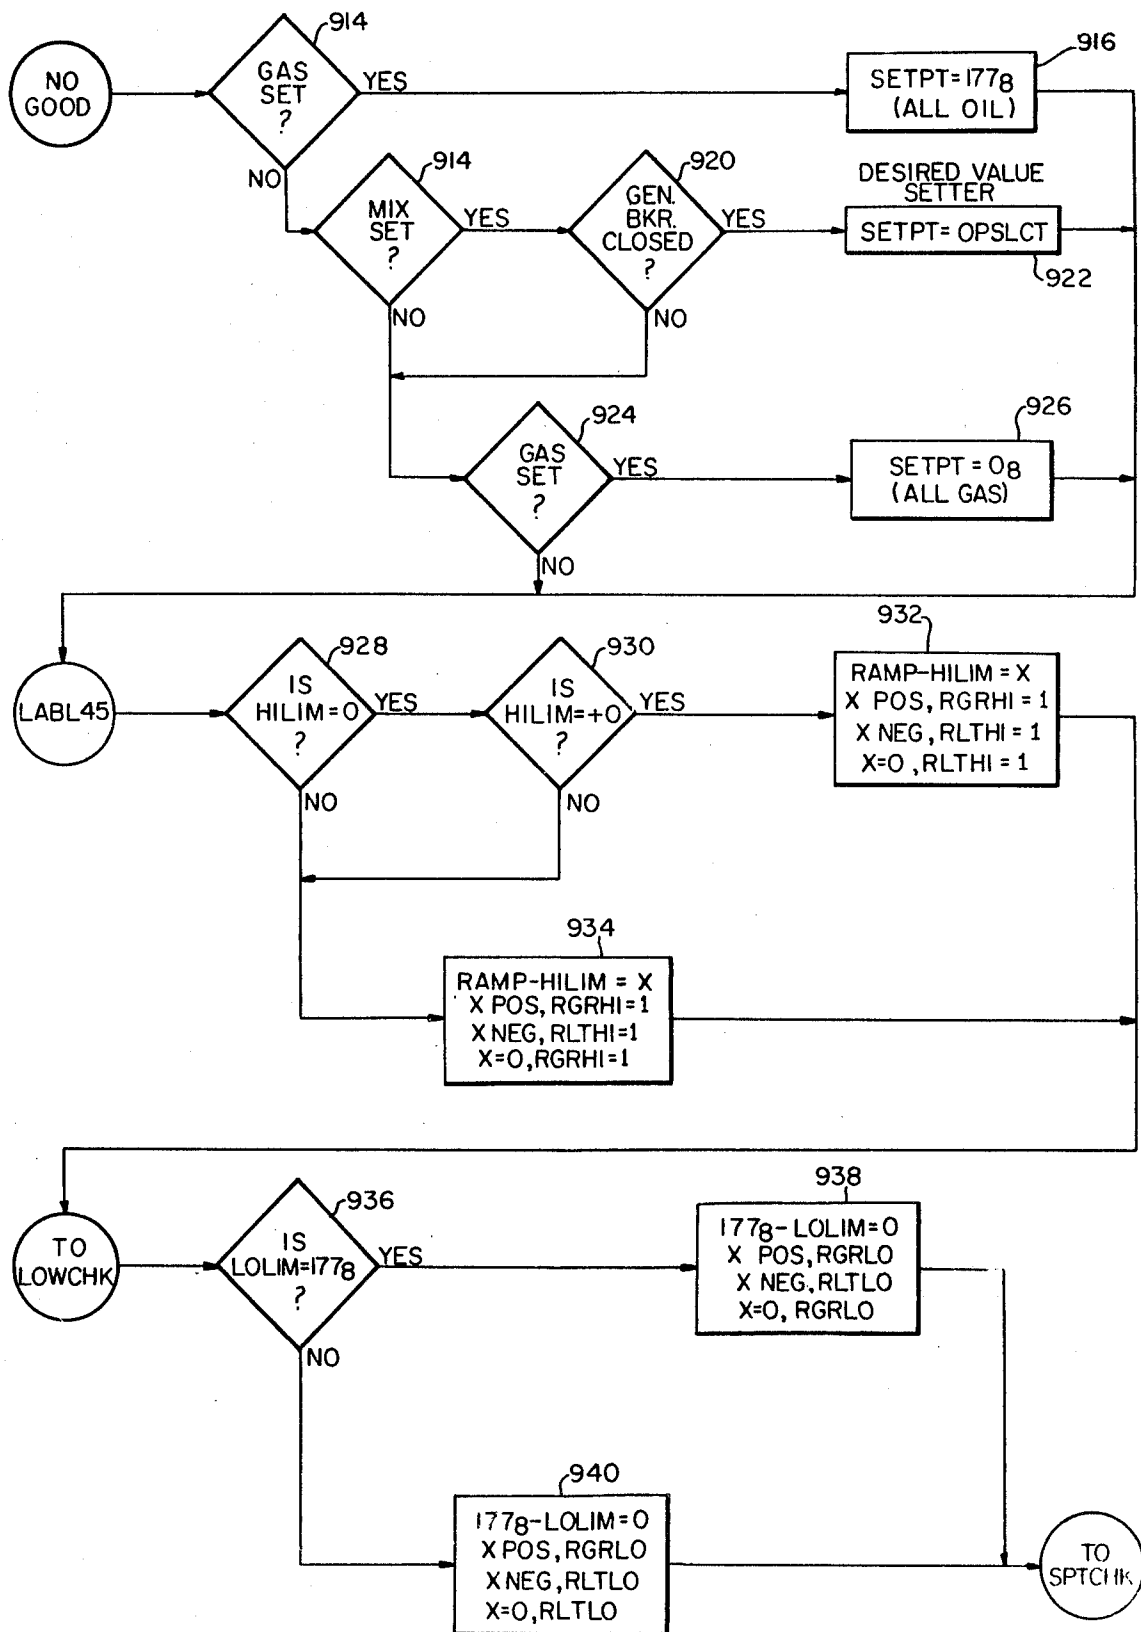 NO
GOOD
914
GAS
SET
?
YES
NO
916
SETPT=177₈
(ALL OIL)
914
MIX
SET
?
YES
NO
920
GEN.
BKR.
CLOSED
?
YES
NO
DESIRED VALUE
SETTER
SETPT=OPSLCT
922
924
GAS
SET
?
YES
NO
926
SETPT=0₈
(ALL GAS)
LABL45
928
IS
HILIM=0
?
YES
NO
930
IS
HILIM=+0
?
YES
NO
932
RAMP-HILIM=X
X POS, RGRHI=1
X NEG, RLTHI=1
X=0, RLTHI=1
934
RAMP-HILIM=X
X POS, RGRHI=1
X NEG, RLTHI=1
X=0, RGRHI=1
TO
LOWCHK
936
IS
LOLIM=177₈
?
YES
NO
938
177₈-LOLIM=0
X POS, RGRLO
X NEG, RLTLO
X=0, RGRLO
940
177₈-LOLIM=0
X POS, RGRLO
X NEG, RLTLO
X=0, RLTLO
TO
SPTCHK